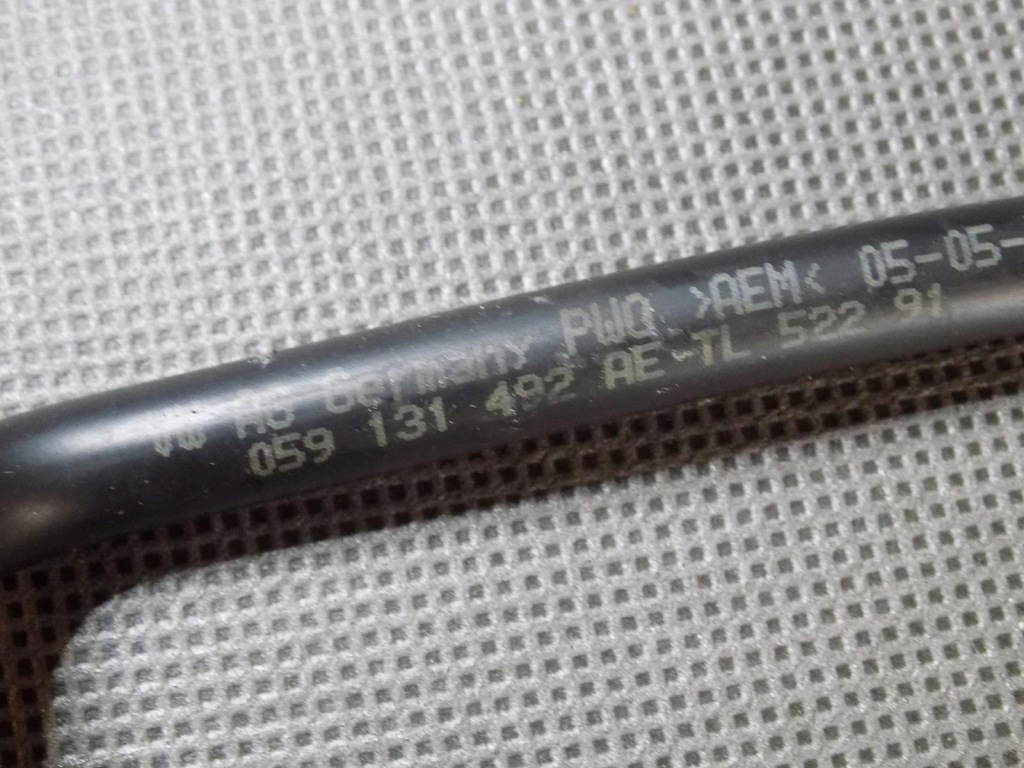 VW AG Germany PWQ >AEM< 05-05-
059 131 492 AE-TL 522 91